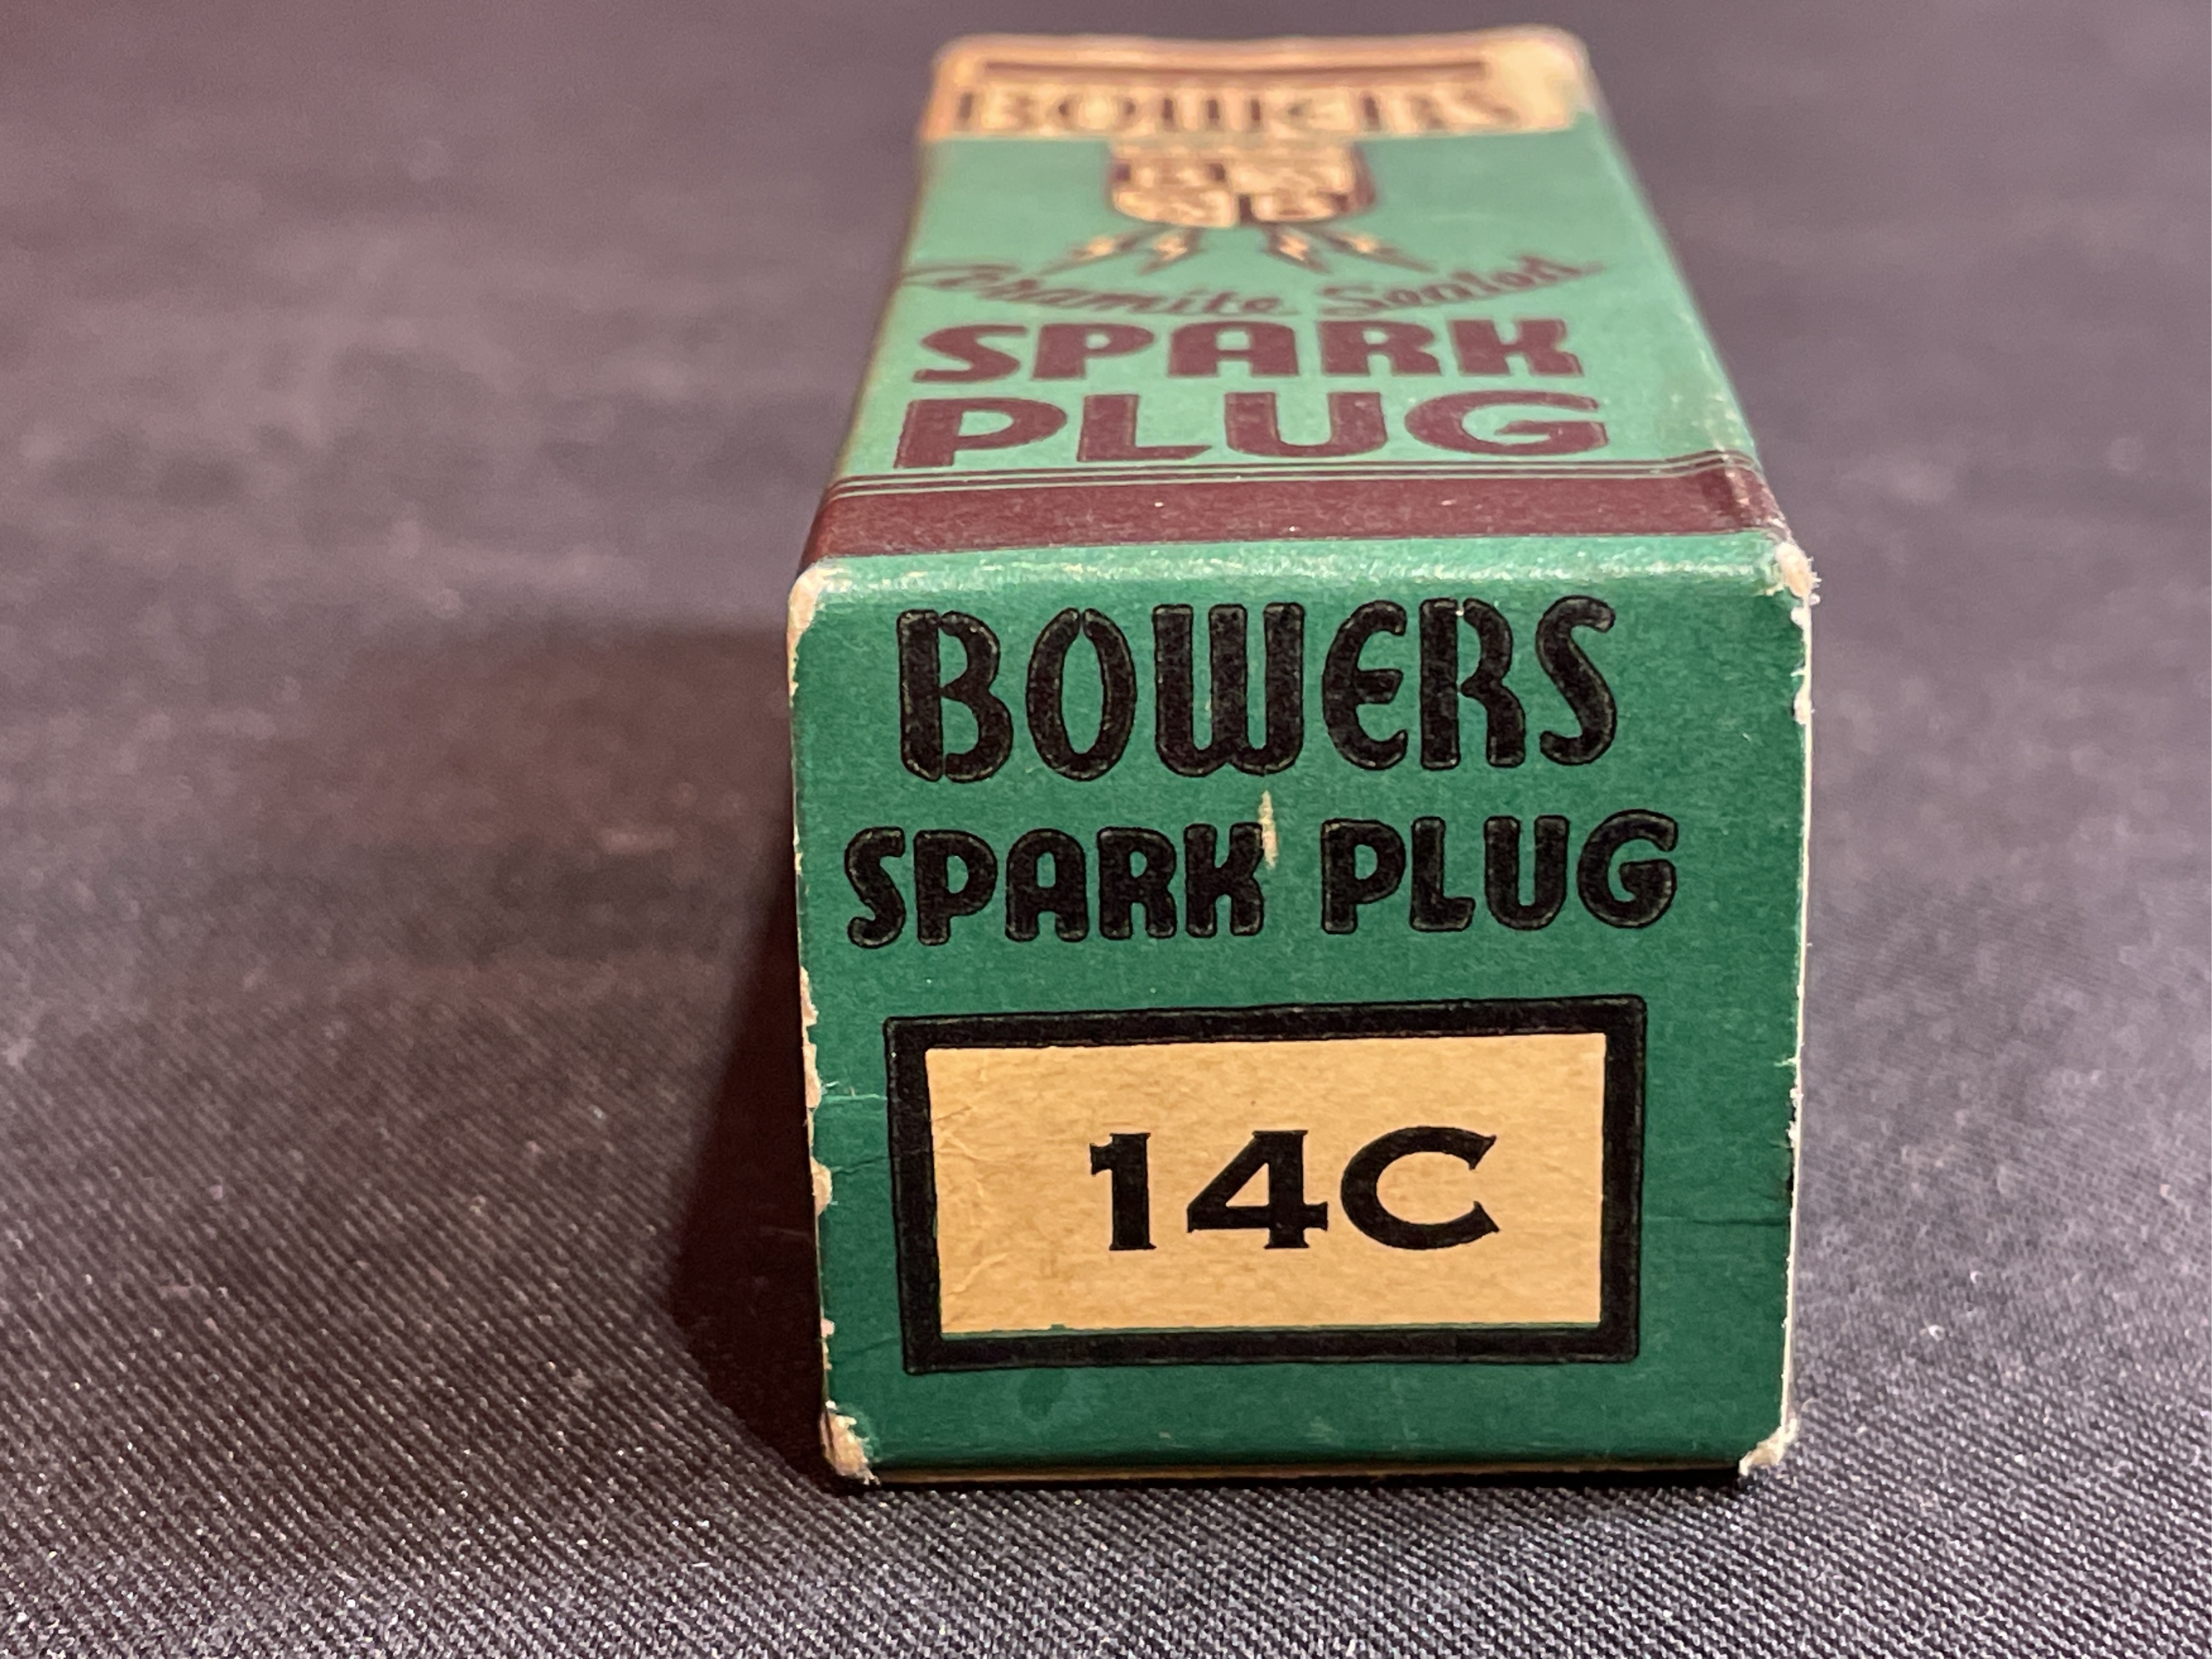 BOWERS
Ceramite Sealed
SPARK
PLUG
BOWERS
SPARK PLUG
14C